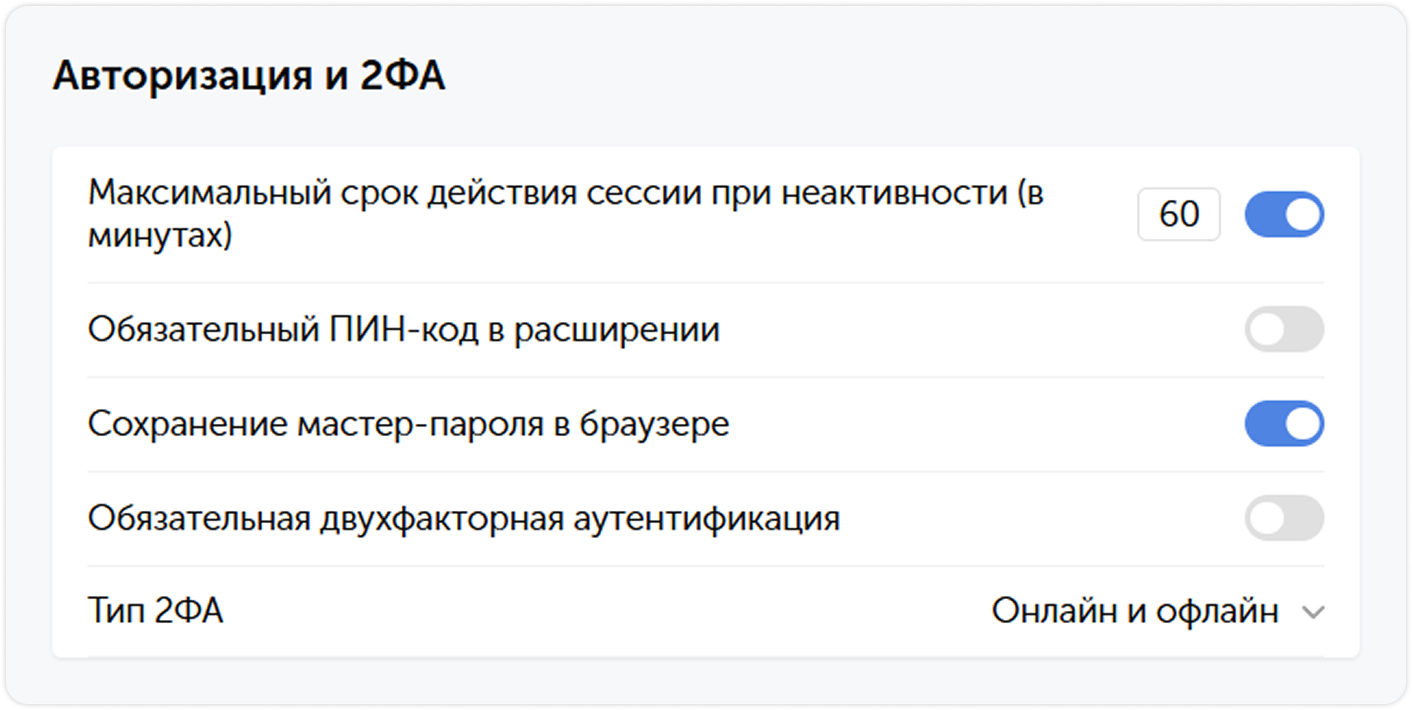 Авторизация и 2ФА
Максимальный срок действия сессии при неактивности (в
минутах)
60
Обязательный ПИН-код в расширении
Сохранение мастер-пароля в браузере
Обязательная двухфакторная аутентификация
Тип 2ФА
Онлайн и офлайн